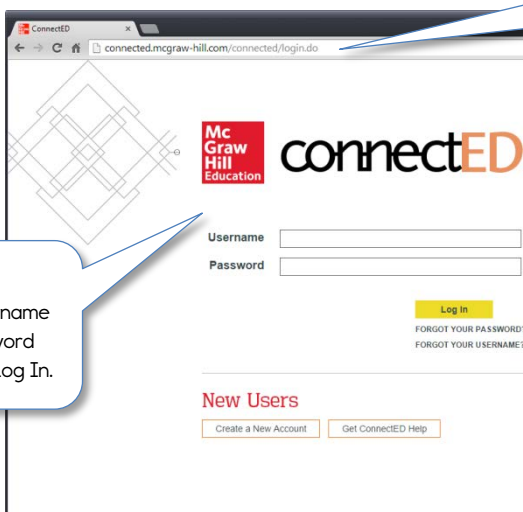 ConnectED
connected.mcgraw-hill.com/connected/login.do
Mc
Graw
Hill
Education
connectED
Username
Password
name
word
Log In.
Log In
FORGOT YOUR PASSWORD?
FORGOT YOUR USERNAME?
New Users
Create a New Account
Get ConnectED Help